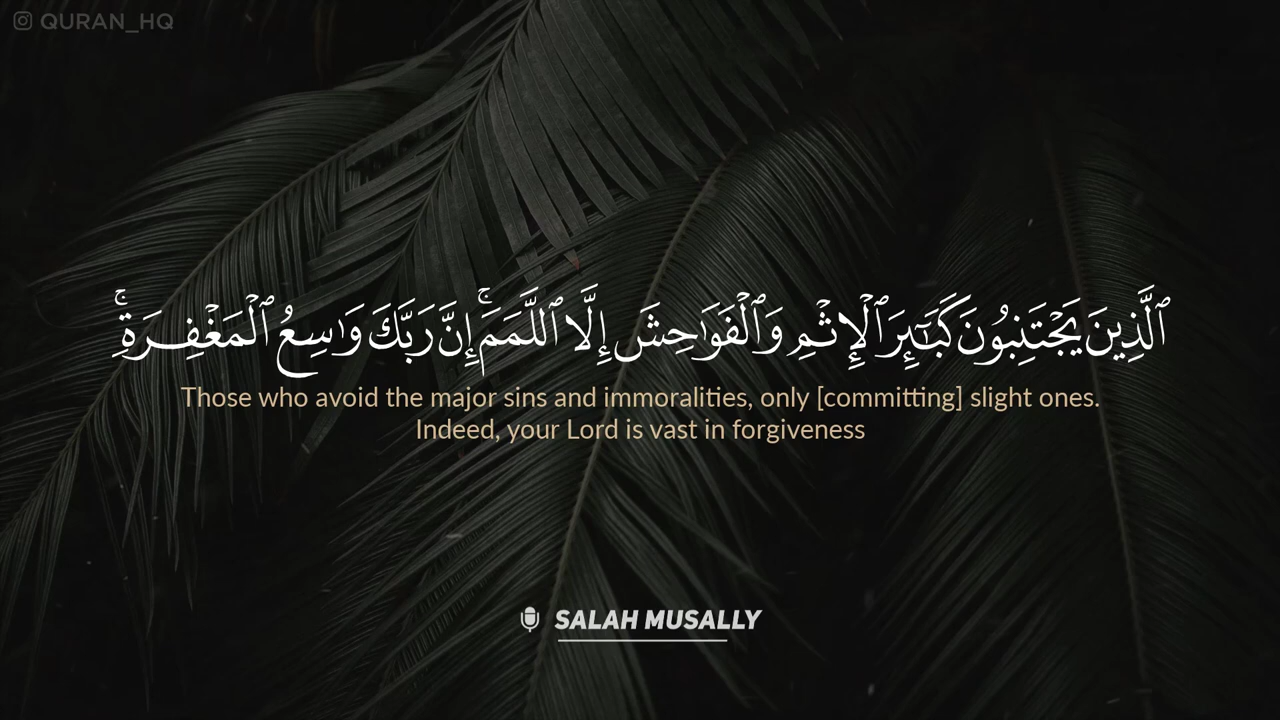 QURAN_HQ
ٱلَّذِينَ يَجْتَنِبُونَ كَبَـٰٓئِرَ ٱلْإِثْمِ وَٱلْفَوَٰحِشَ إِلَّا ٱللَّمَمَ ۚ إِنَّ رَبَّكَ وَٰسِعُ ٱلْمَغْفِـرَةِ ۚ
Those who avoid the major sins and immoralities, only [committing] slight ones.
Indeed, your Lord is vast in forgiveness
SALAH MUSALLY